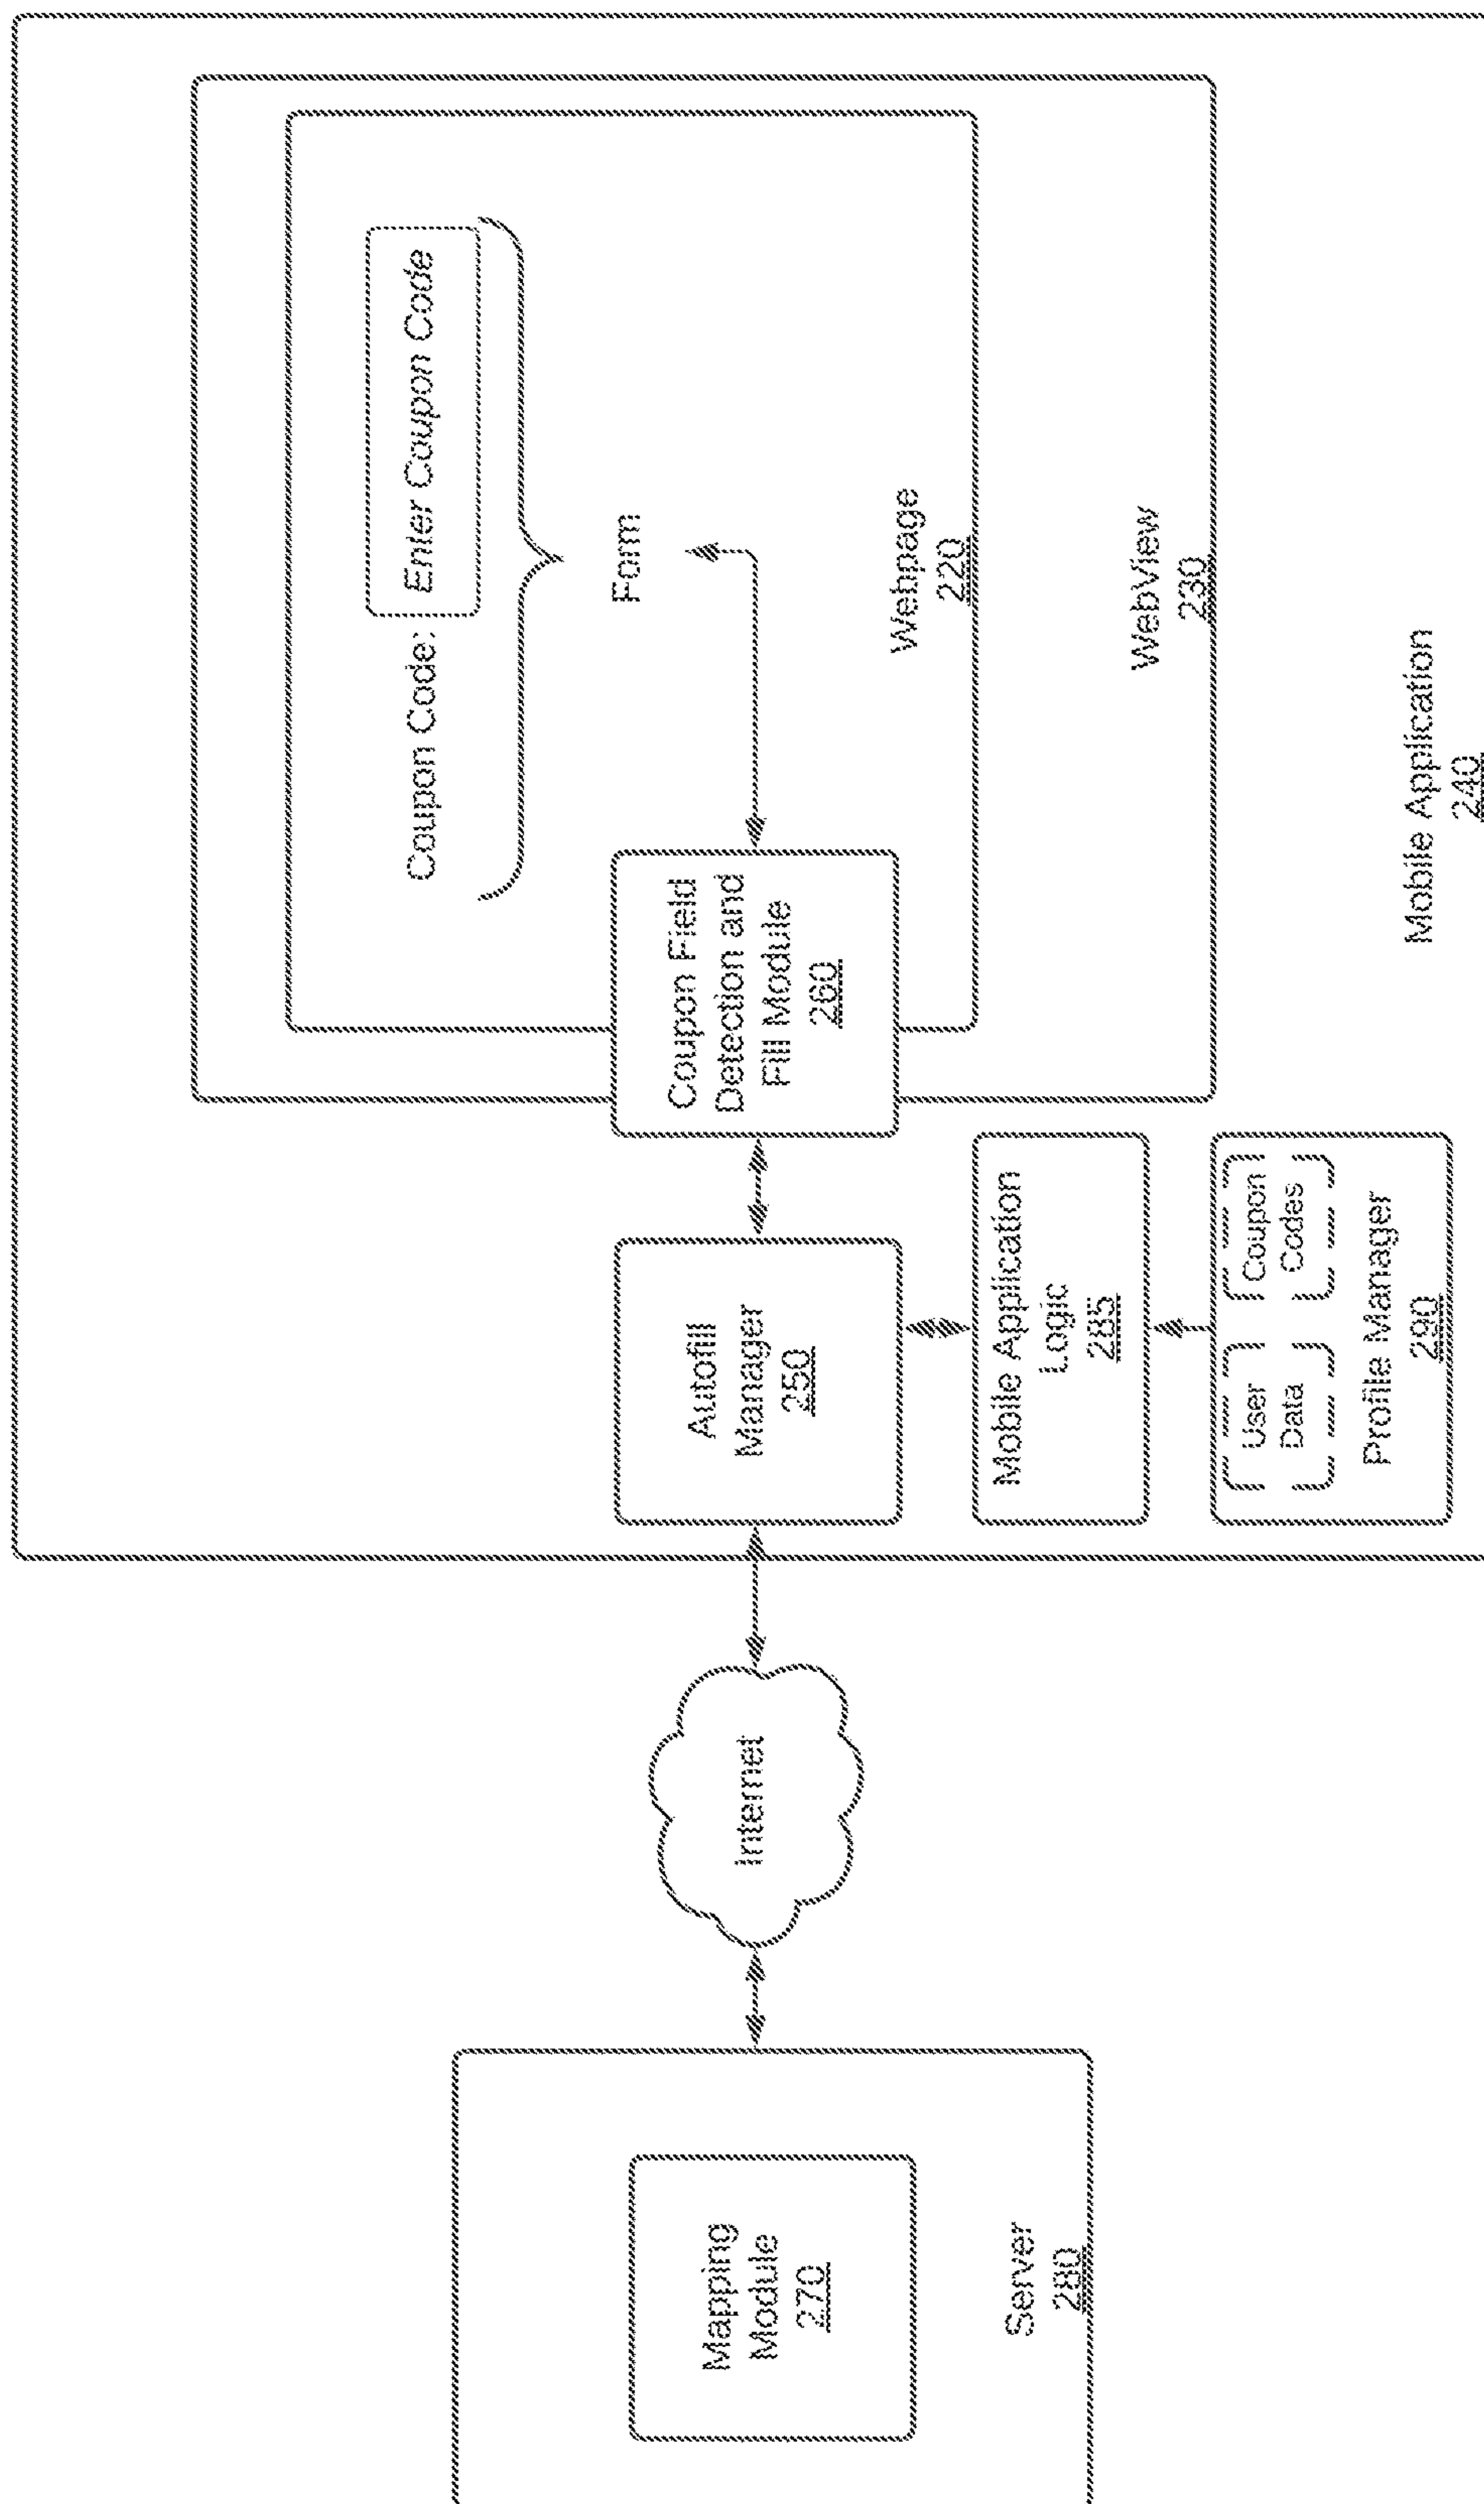 Coupon Code: Enter Coupon Code
Form
Webpage
220
WebView
230
Mobile Application
240
Coupon Field
Detection and
Fill Module
260
Autofill
Manager
250
Mobile Application
Logic
285
User
Data
Coupon
Codes
Profile Manager
290
Internet
Mapping
Module
270
Server
280